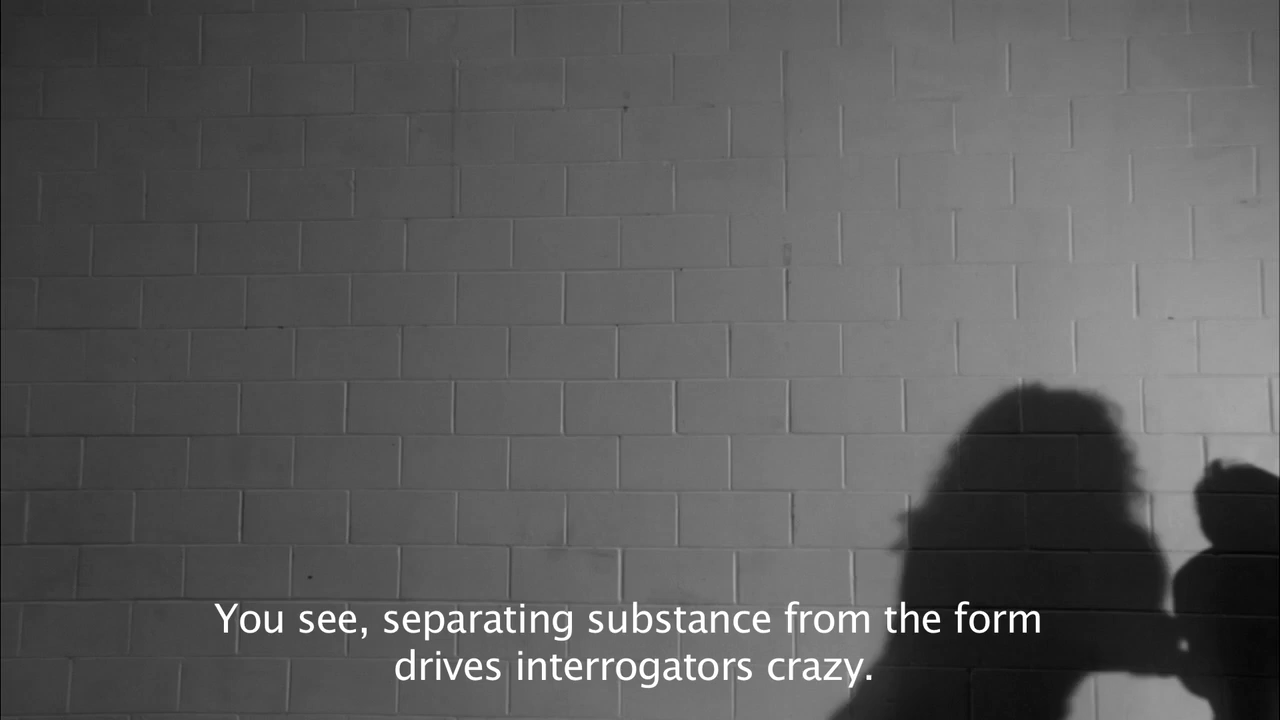 You see, separating substance from the form
drives interrogators crazy.